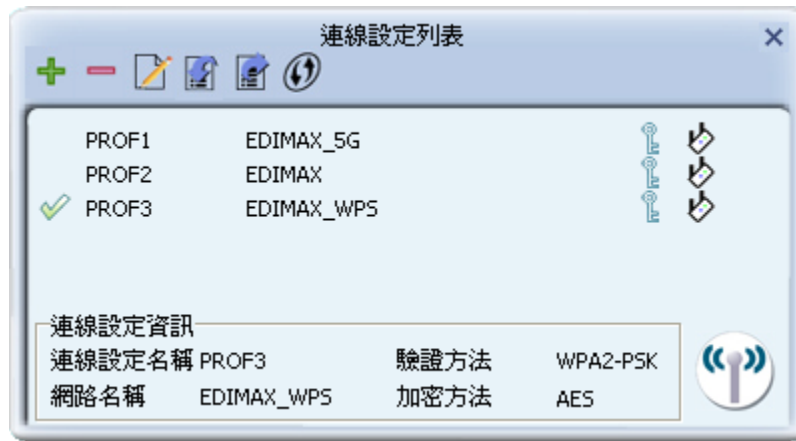 連線設定列表
PROF1 EDIMAX_5G
PROF2 EDIMAX
PROF3 EDIMAX_WPS
連線設定資訊
連線設定名稱 PROF3 驗證方法 WPA2-PSK
網路名稱 EDIMAX_WPS 加密方法 AES